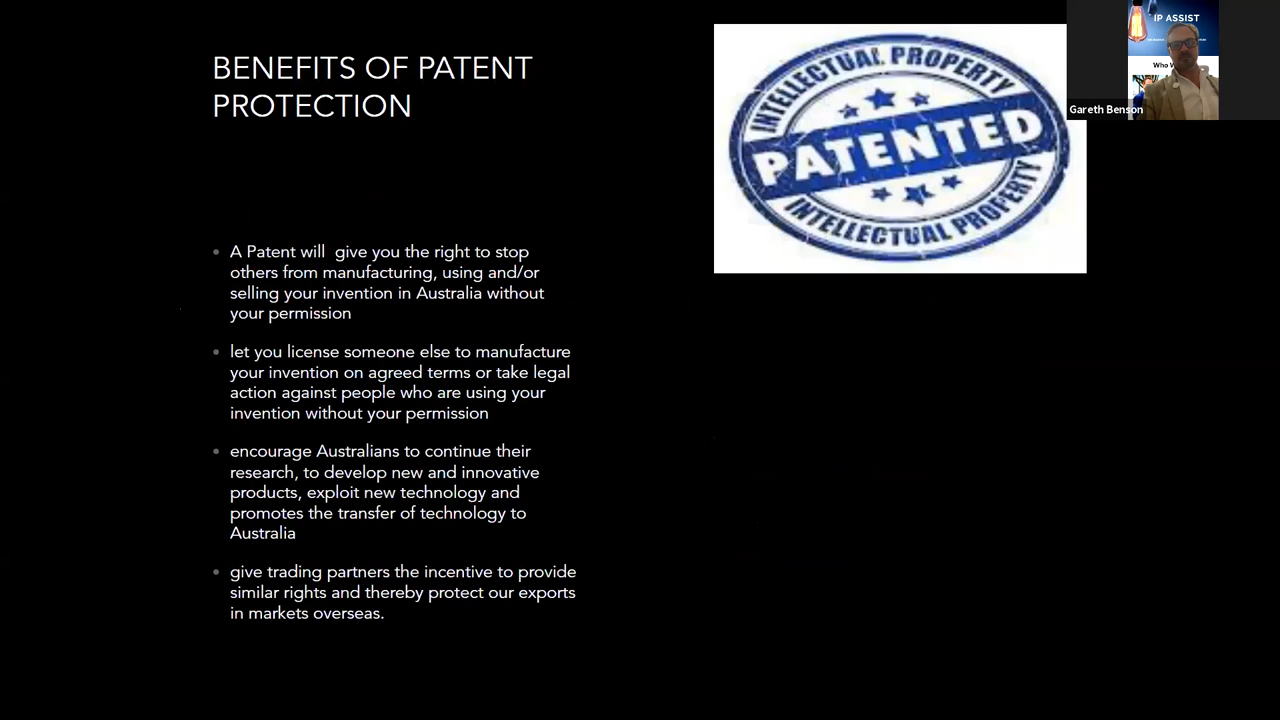 BENEFITS OF PATENT
PROTECTION
A Patent will  give you the right to stop
others from manufacturing, using and/or
selling your invention in Australia without
your permission
let you license someone else to manufacture
your invention on agreed terms or take legal
action against people who are using your
invention without your permission
encourage Australians to continue their
research, to develop new and innovative
products, exploit new technology and
promotes the transfer of technology to
Australia
give trading partners the incentive to provide
similar rights and thereby protect our exports
in markets overseas.
INTELLECTUAL PROPERTY
PATENTED
INTELLECTUAL PROPERTY
IP ASSIST
Who
Gareth Benson